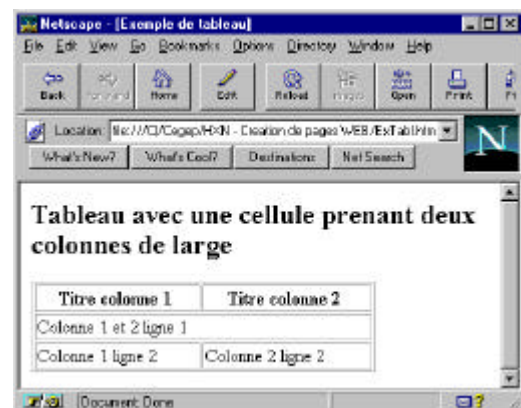 Netscape - [Exemple de tableau]
File Edit View Go Bookmarks Options Directory Window Help
Back Forward Home Edit Reload Images Open Print
Location: file:///C|/Cegep/HXN - Creation de pages WEB/ExTabl.htm
What's New? What's Cool? Destinations Net Search
N
Tableau avec une cellule prenant deux
colonnes de large
Titre colonne 1 Titre colonne 2
Colonne 1 et 2 ligne 1
Colonne 1 ligne 2 Colonne 2 ligne 2
Document: Done